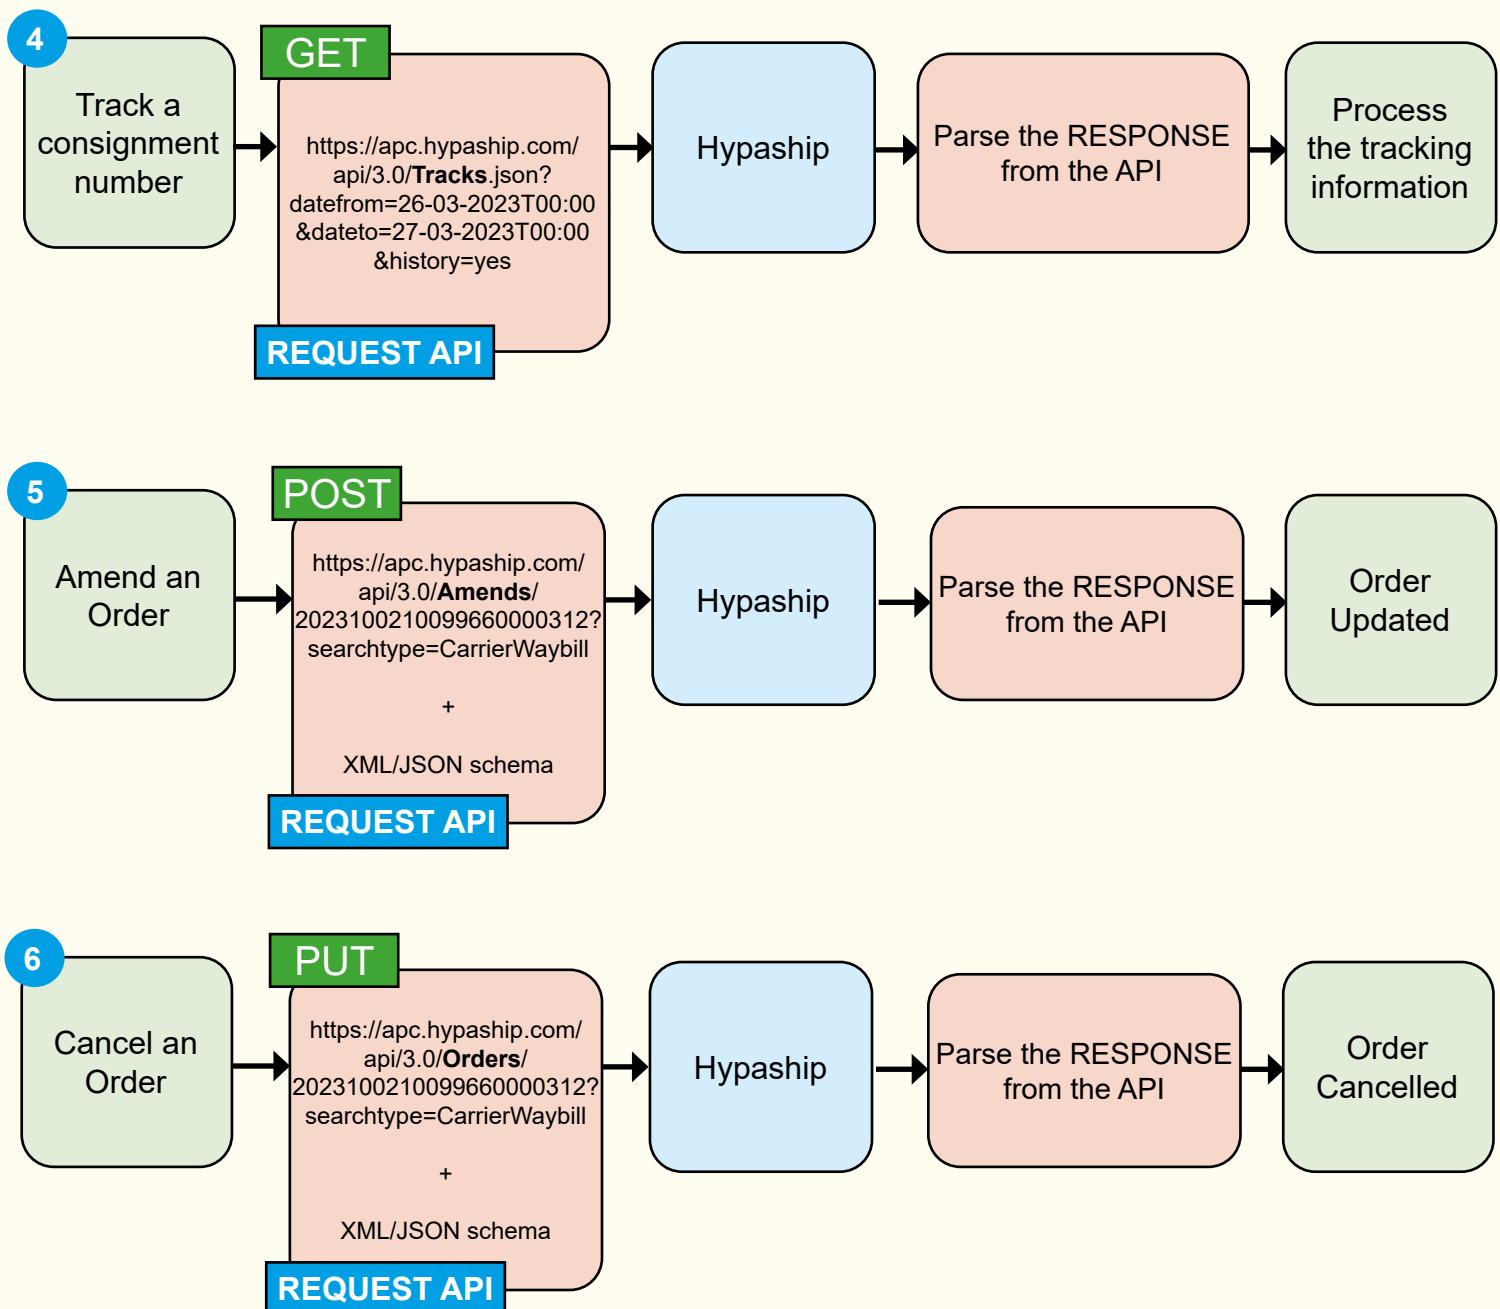 4
Track a
consignment
number
GET
https://apc.hypaship.com/
api/3.0/Tracks.json?
datefrom=26-03-2023T00:00
&dateto=27-03-2023T00:00
&history=yes
REQUEST API
Hypaship
Parse the RESPONSE
from the API
Process
the tracking
information
5
Amend an
Order
POST
https://apc.hypaship.com/
api/3.0/Amends/
2023100210099660000312?
searchtype=CarrierWaybill
+
XML/JSON schema
REQUEST API
Hypaship
Parse the RESPONSE
from the API
Order
Updated
6
Cancel an
Order
PUT
https://apc.hypaship.com/
api/3.0/Orders/
2023100210099660000312?
searchtype=CarrierWaybill
+
XML/JSON schema
REQUEST API
Hypaship
Parse the RESPONSE
from the API
Order
Cancelled